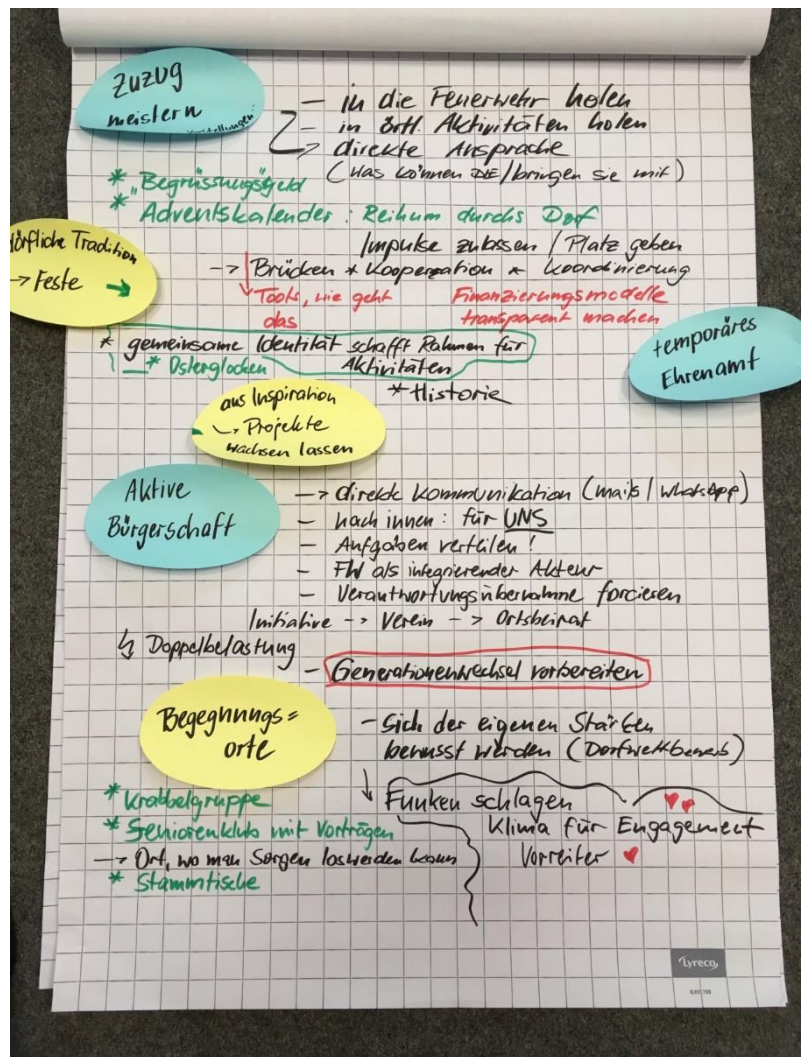 Zuzug
meistern
- in die Feuerwehr holen
- in örtl. Aktivitäten holen
→ direkte Ansprache
(Was können DIE / bringen sie mit)
* „Begrüssungsgeld
* Adventskalender: Reihum durchs Dorf
dörfliche Tradition
→ Feste →
Impulse zulassen / Platz geben
→ Brücken * Kooperation * Koordinierung
Tools, wie geht
das
Finanzierungsmodelle
transparent machen
* gemeinsame Identität schafft Rahmen für
Aktivitäten
* Osterglocken
* Historie
temporäres
Ehrenamt
aus Inspiration
↳ Projekte
wachsen lassen
Aktive
Bürgerschaft
→ direkte Kommunikation (mails / WhatsApp)
- nach innen: für UNS
- Aufgaben verteilen!
- FW als integrierender Akteur
- Verantwortungsübernahme forcieren
Initiative --> Verein --> Ortsbeirat
↳ Doppelbelastung
- Generationenwechsel vorbereiten
Begegnungs=
orte
- Sich der eigenen Stärken
bewusst werden (Dorfwettbewerb)
↓ Funken schlagen
Klima für Engagement
Vorreiter ♥
* Krabbelgruppe
* Seniorenklub mit Vorträgen
→ Ort, wo man Sorgen loswerden kann
* Stammtische
Lyreco